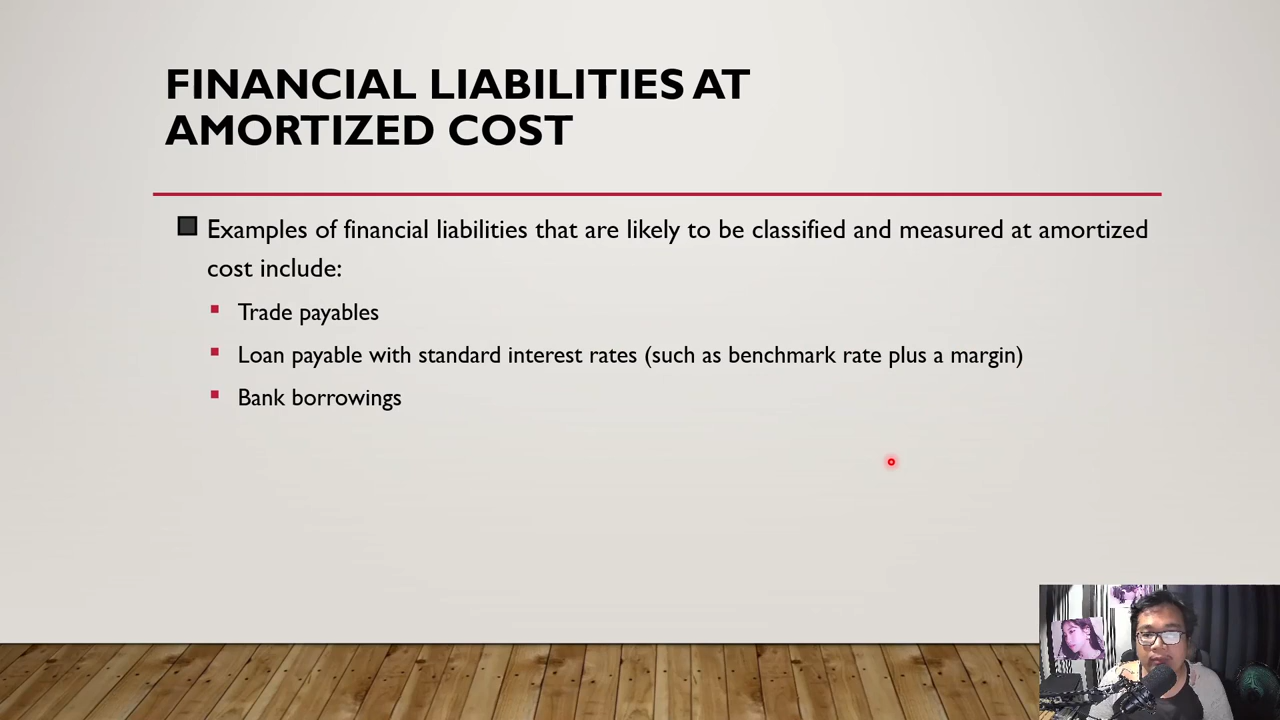 FINANCIAL LIABILITIES AT
AMORTIZED COST
Examples of financial liabilities that are likely to be classified and measured at amortized
cost include:
Trade payables
Loan payable with standard interest rates (such as benchmark rate plus a margin)
Bank borrowings